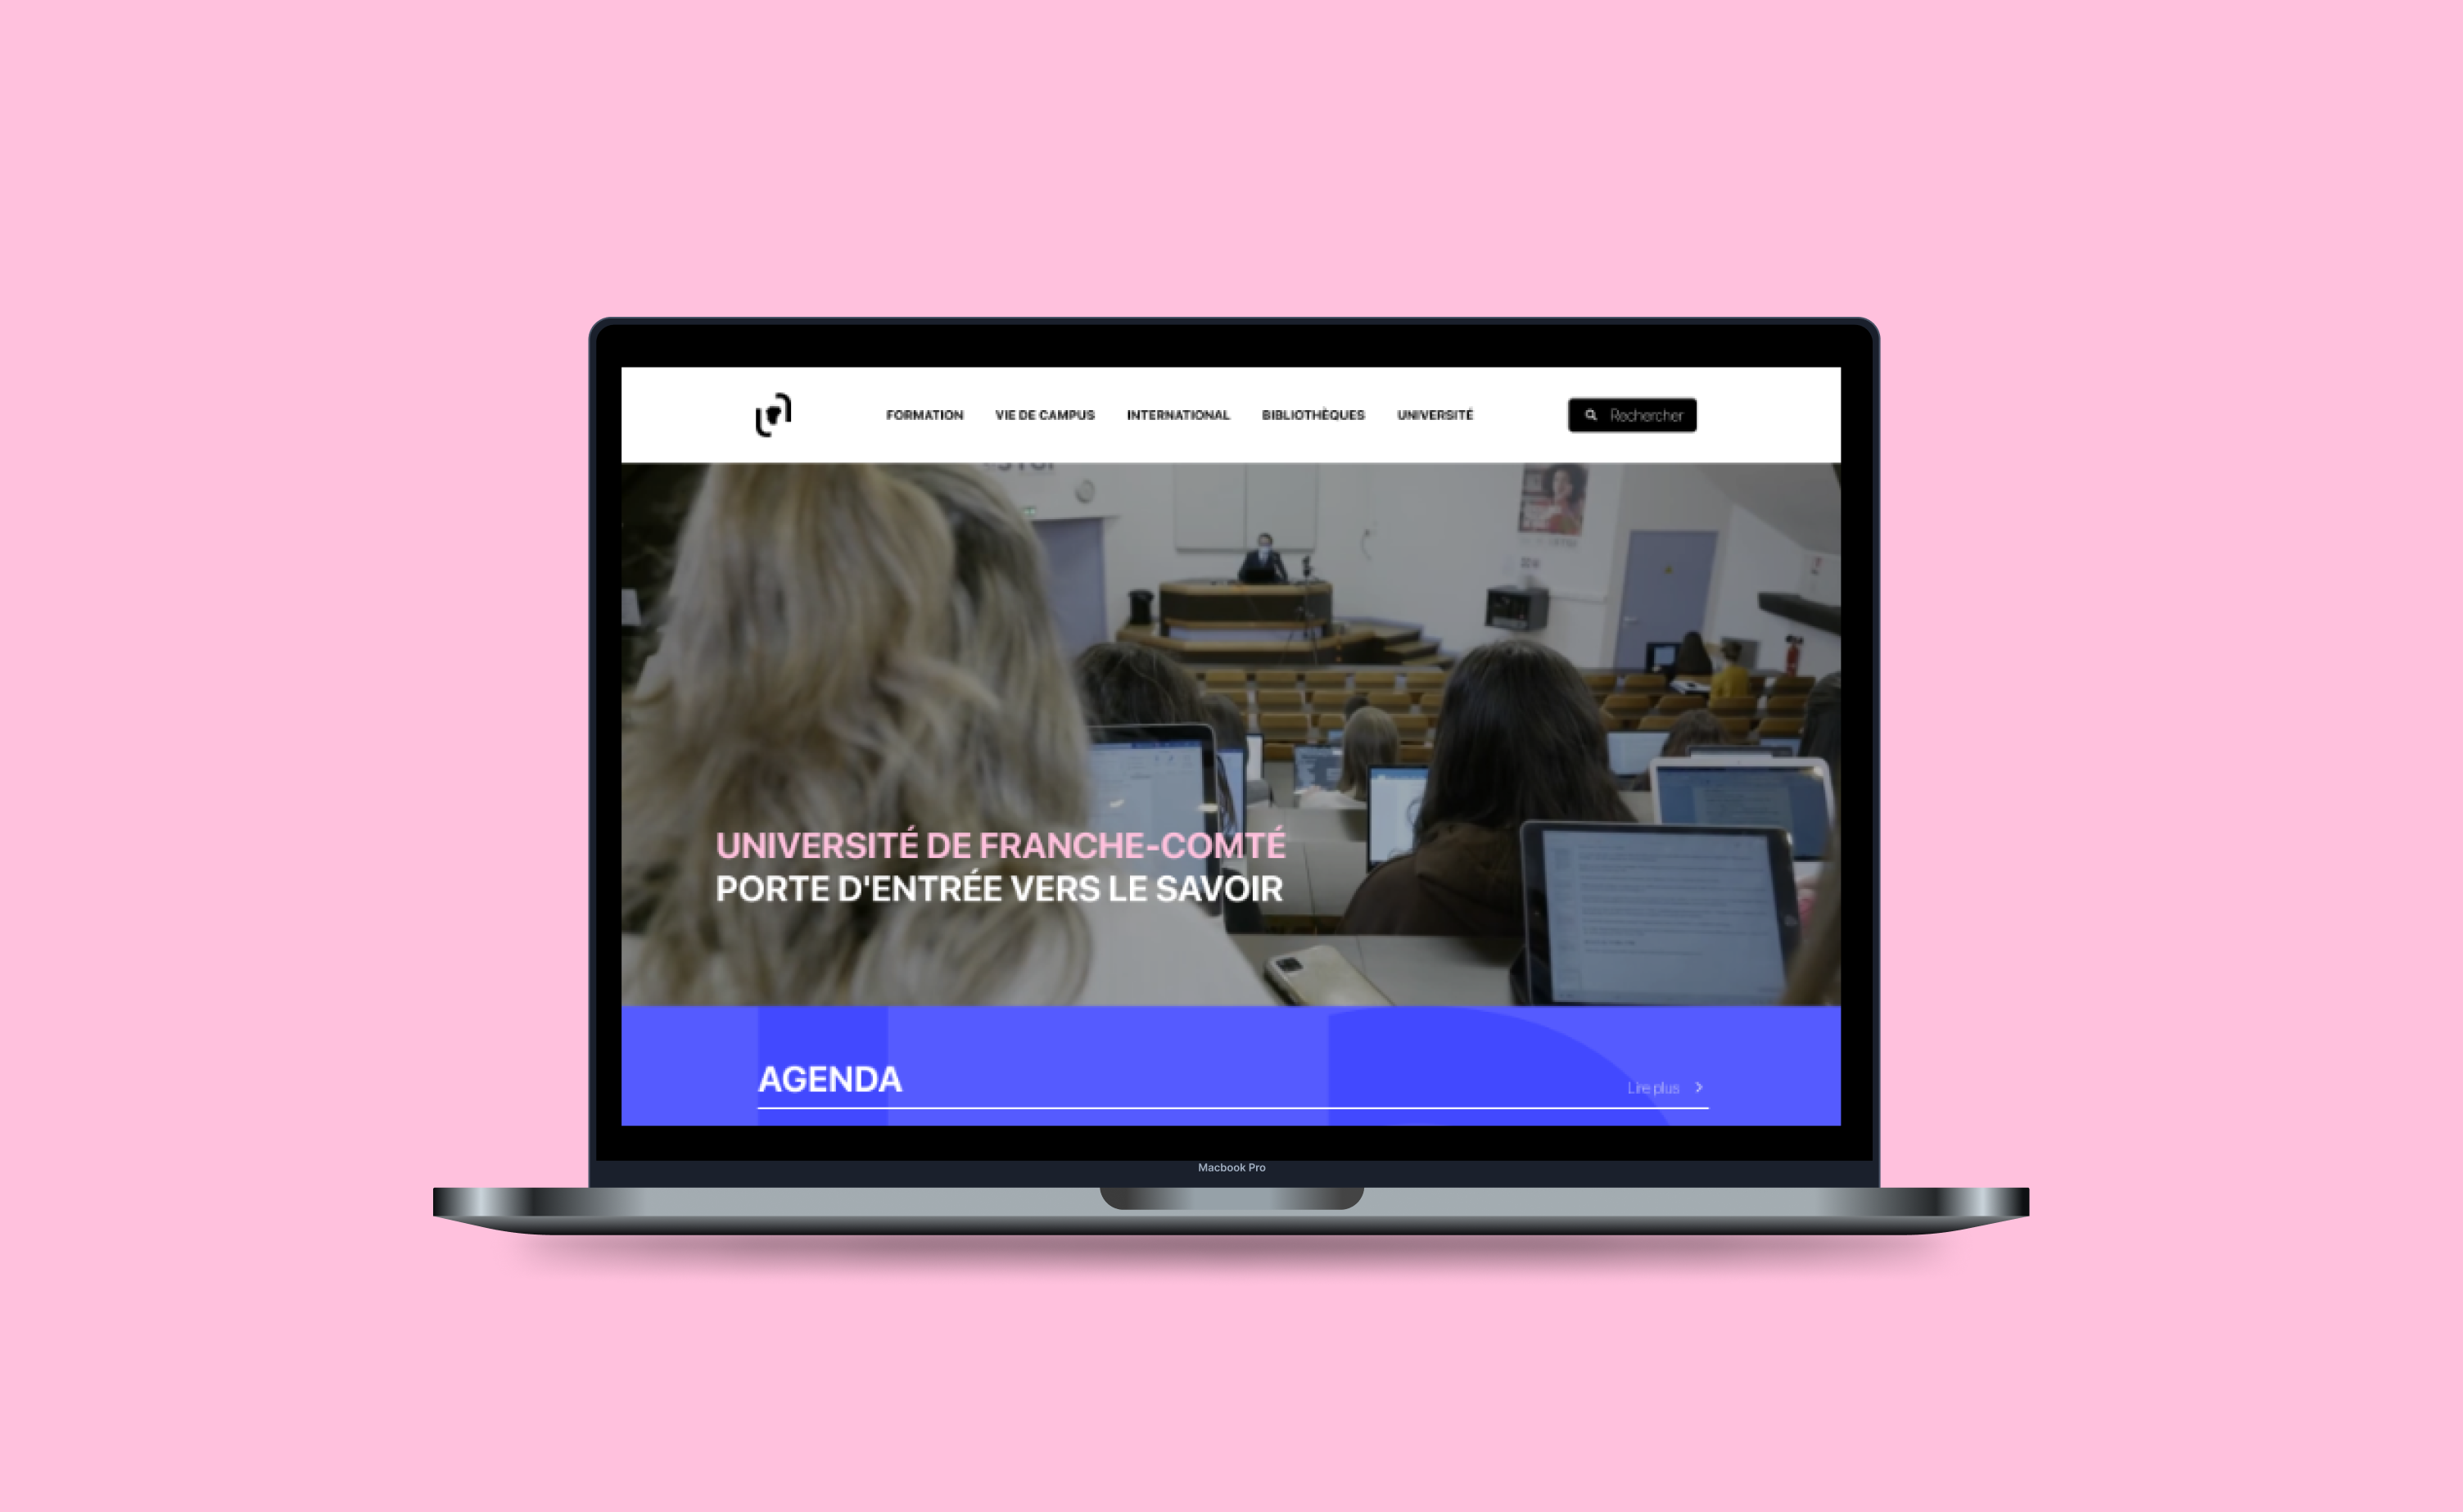 FORMATION VIE DE CAMPUS INTERNATIONAL BIBLIOTHÈQUES UNIVERSITÉ Rechercher
UNIVERSITÉ DE FRANCHE-COMTÉ
PORTE D'ENTRÉE VERS LE SAVOIR
AGENDA
Lire plus
Macbook Pro